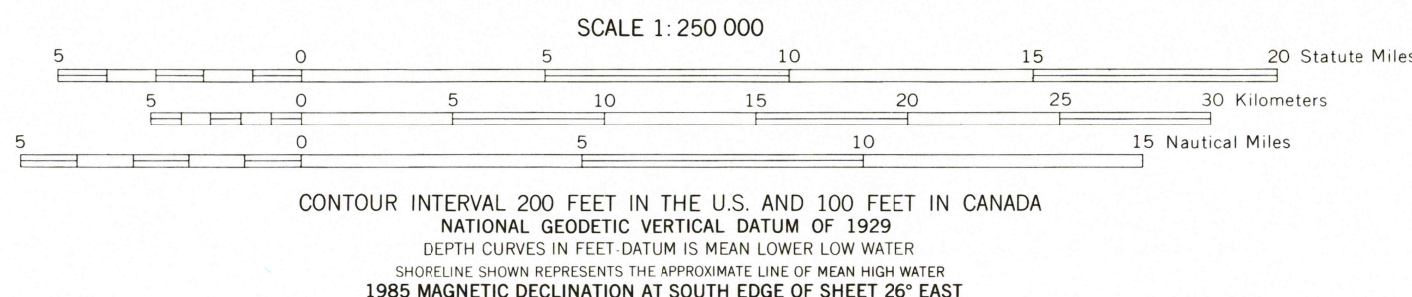 SCALE 1:250 000
5 0 5 10 15 20 Statute Miles
5 0 5 10 15 20 25 30 Kilometers
5 0 5 10 15 Nautical Miles
CONTOUR INTERVAL 200 FEET IN THE U.S. AND 100 FEET IN CANADA
NATIONAL GEODETIC VERTICAL DATUM OF 1929
DEPTH CURVES IN FEET-DATUM IS MEAN LOWER LOW WATER
SHORELINE SHOWN REPRESENTS THE APPROXIMATE LINE OF MEAN HIGH WATER
1985 MAGNETIC DECLINATION AT SOUTH EDGE OF SHEET 26° EAST